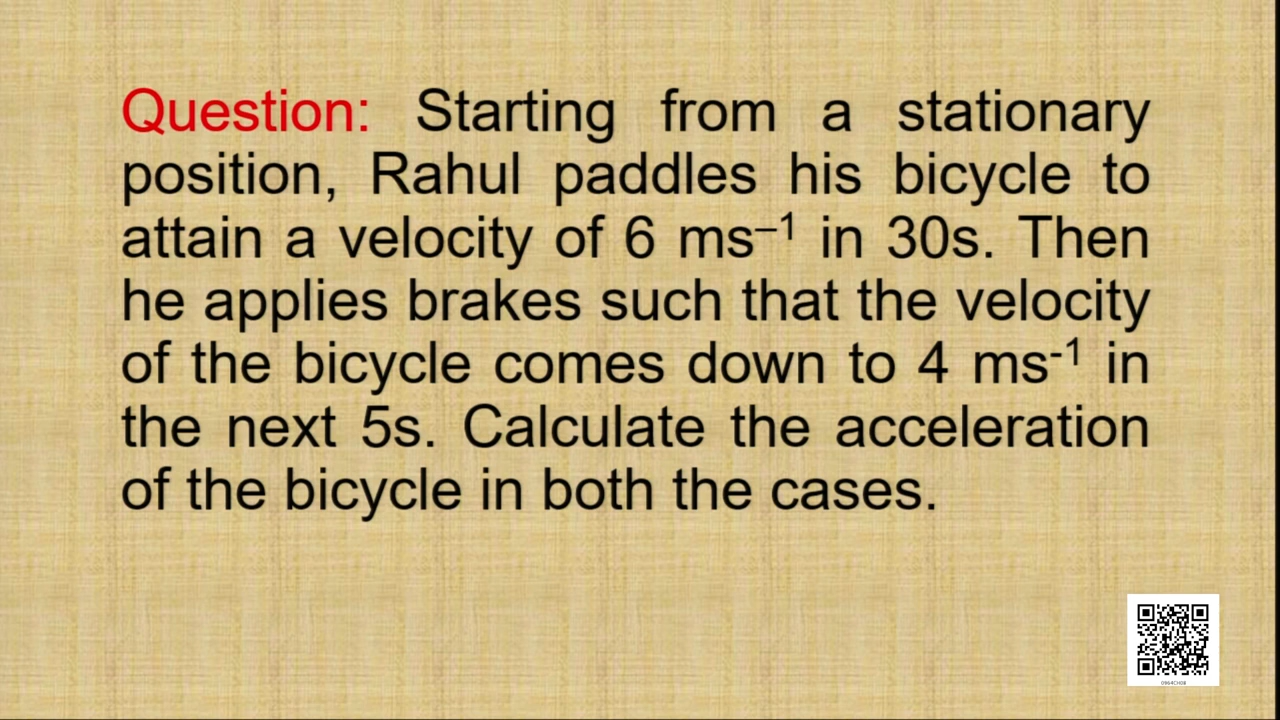 Question: Starting from a stationary
position, Rahul paddles his bicycle to
attain a velocity of 6 ms⁻¹ in 30s. Then
he applies brakes such that the velocity
of the bicycle comes down to 4 ms⁻¹ in
the next 5s. Calculate the acceleration
of the bicycle in both the cases.
0964CH08